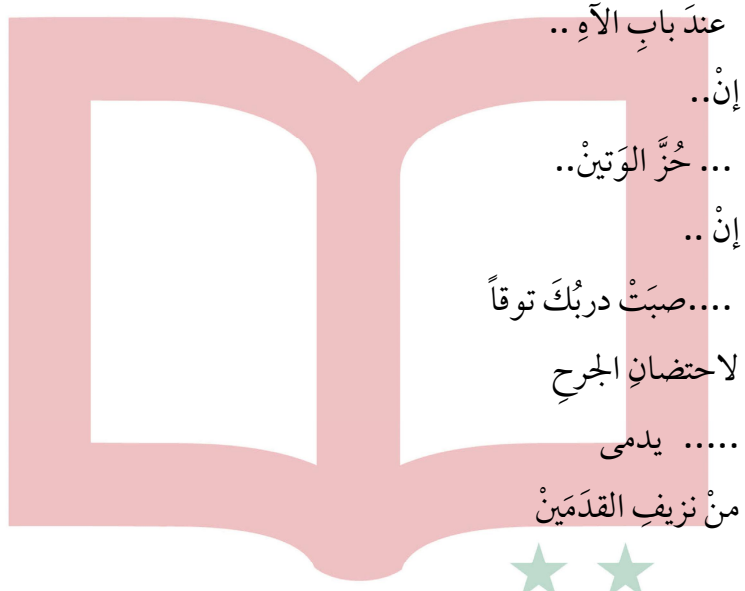 عندَ بابِ الآهِ ..
إنْ..
... حُزَّ الوَتينْ..
إنْ ..
....صبَتْ دربُكَ توقاً
لاحتضانِ الجرحِ
..... يدمى
منْ نزيفِ القدَمَينْ